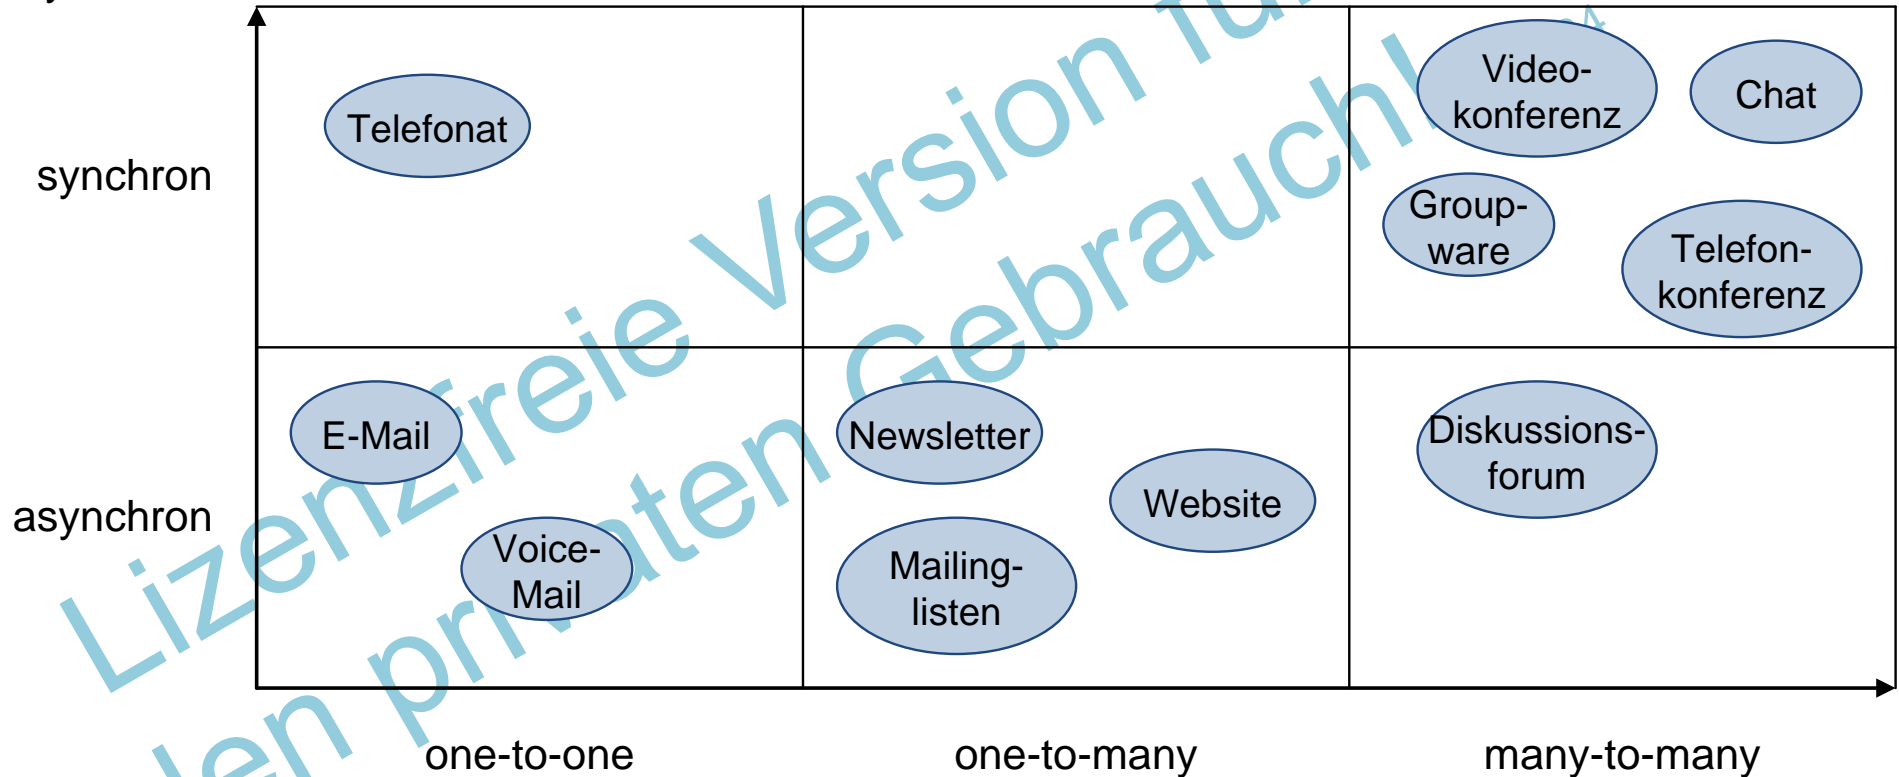 Telefonat
Video-
konferenz
Chat
synchron
Group-
ware
Telefon-
konferenz
E-Mail
Newsletter
Diskussions-
forum
Website
asynchron
Voice-
Mail
Mailing-
listen
one-to-one
one-to-many
many-to-many
Lizenzfreie Version für
den privaten Gebrauch!